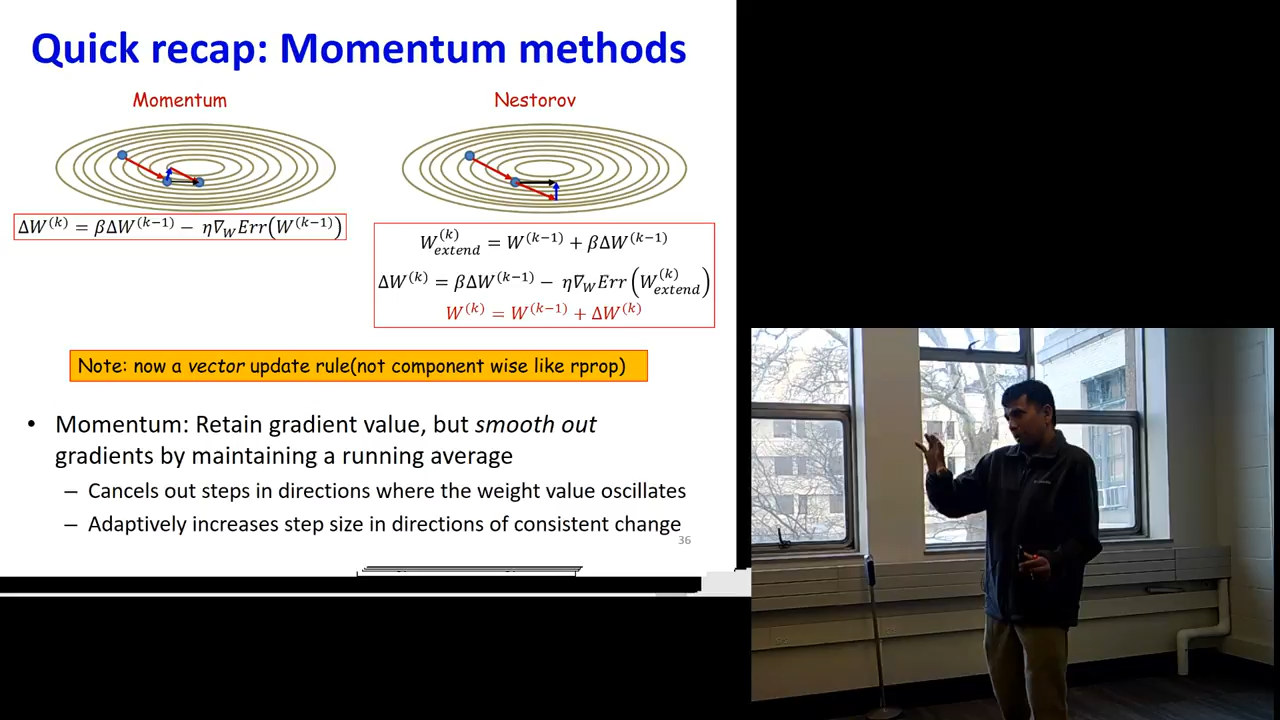 Quick recap: Momentum methods
Momentum
Nestorov
ΔW^(k) = βΔW^(k−1) − η∇_W Err(W^(k−1))
W_extend^(k) = W^(k−1) + βΔW^(k−1)
ΔW^(k) = βΔW^(k−1) − η∇_W Err(W_extend^(k))
W^(k) = W^(k−1) + ΔW^(k)
Note: now a vector update rule(not component wise like rprop)
• Momentum: Retain gradient value, but smooth out
gradients by maintaining a running average
– Cancels out steps in directions where the weight value oscillates
– Adaptively increases step size in directions of consistent change
36